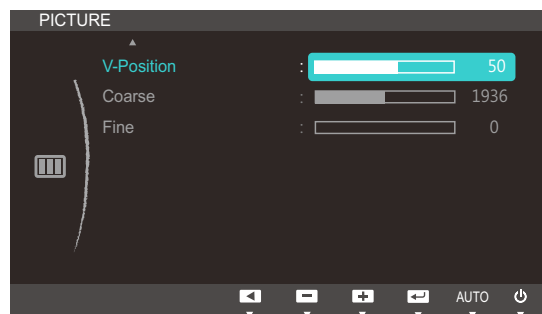 PICTURE
V-Position : 50
Coarse : 1936
Fine : 0
AUTO